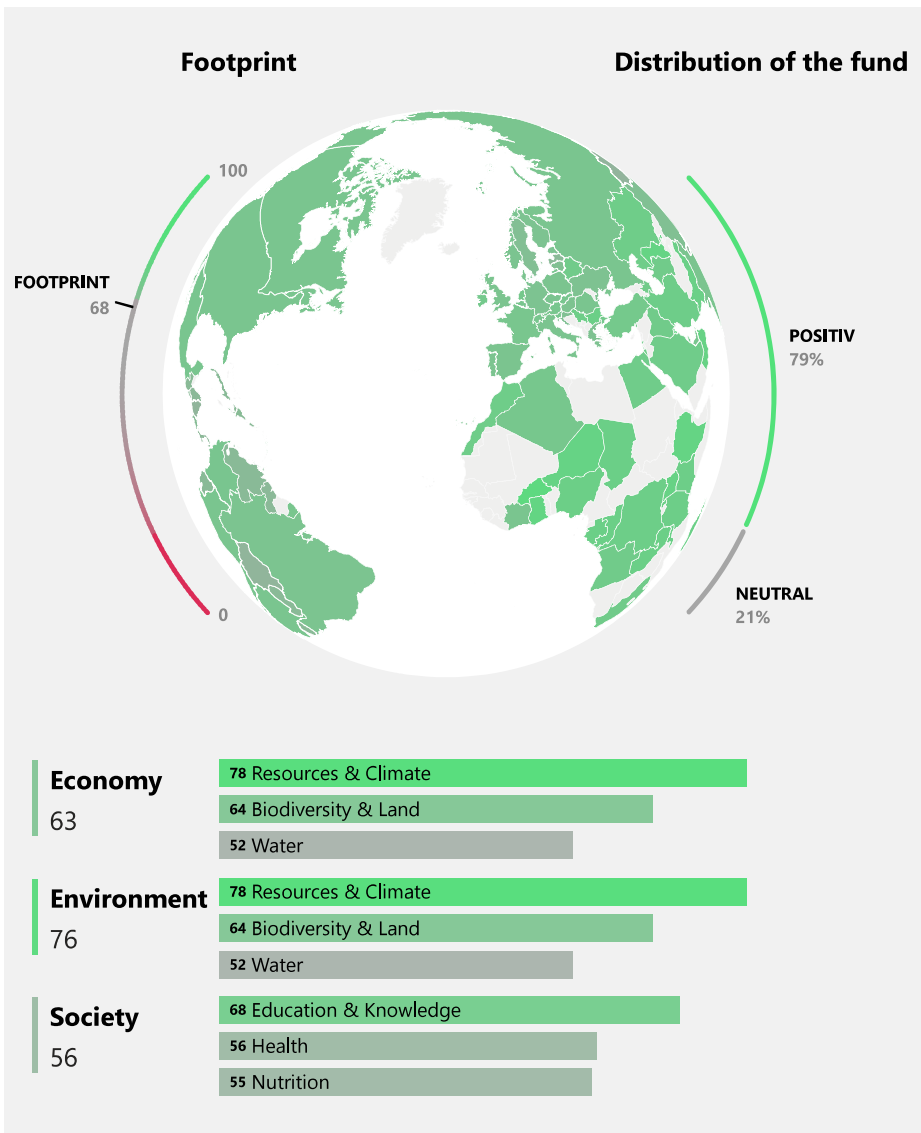 Footprint
Distribution of the fund
100
FOOTPRINT
68
0
POSITIV
79%
NEUTRAL
21%
Economy
63
78 Resources & Climate
64 Biodiversity & Land
52 Water
Environment
76
78 Resources & Climate
64 Biodiversity & Land
52 Water
Society
56
68 Education & Knowledge
56 Health
55 Nutrition